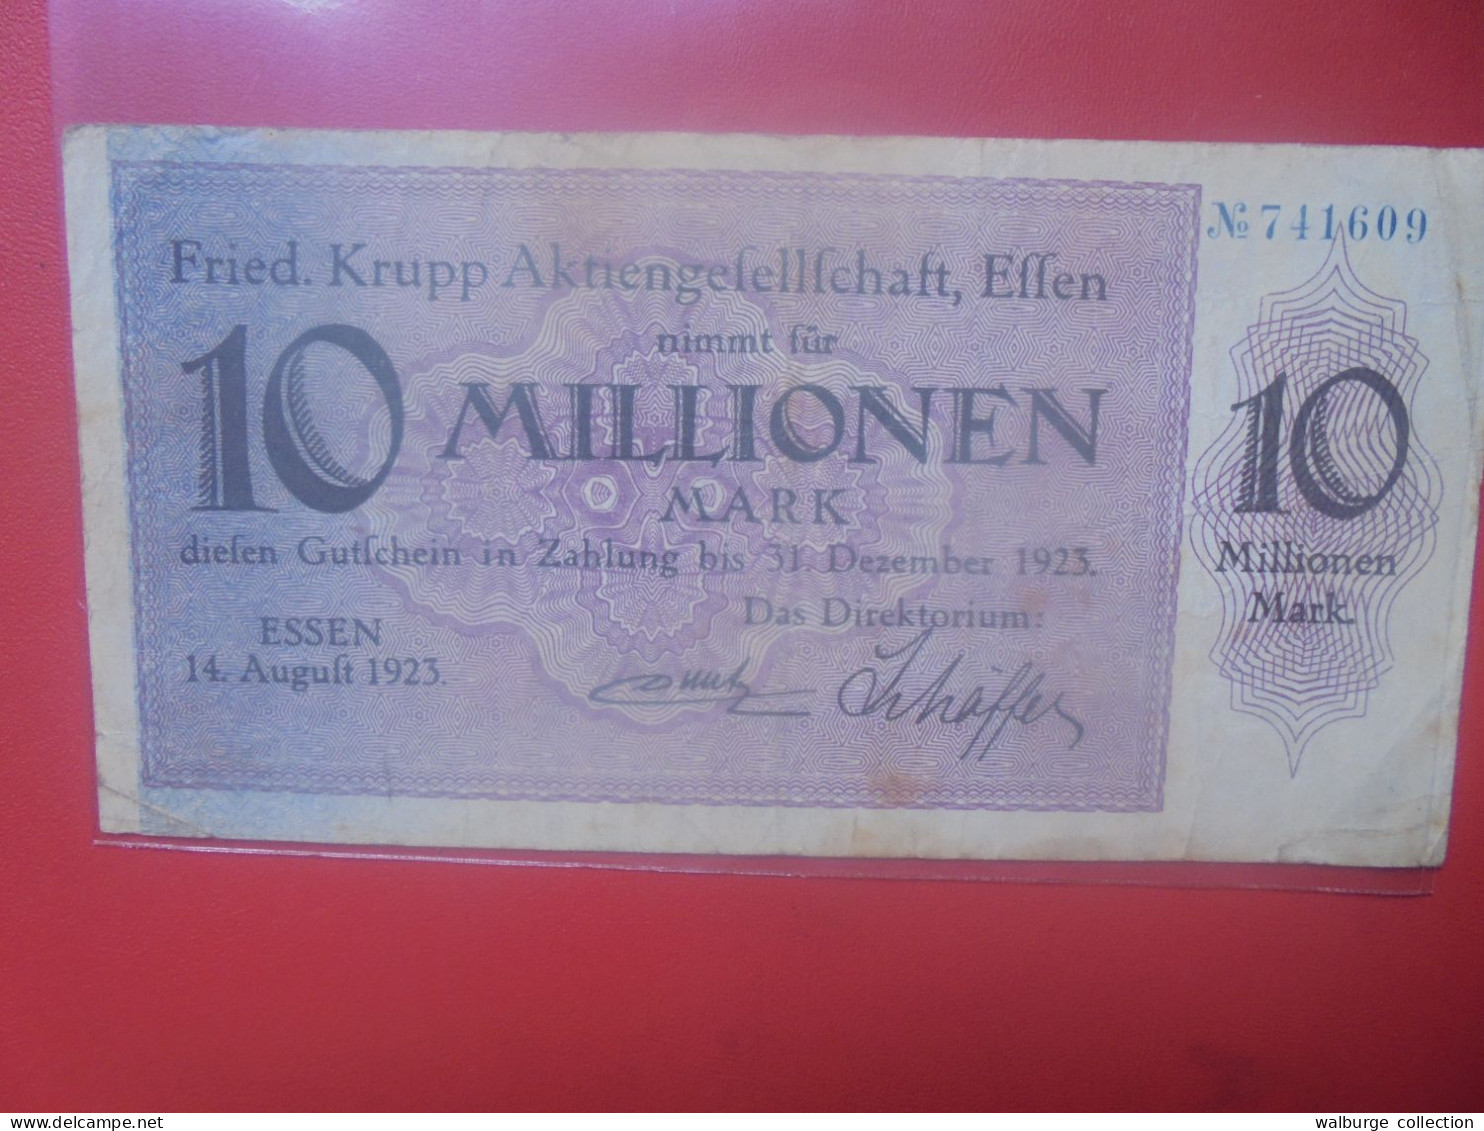 № 741609
Fried. Krupp Aktiengeſellſchaft, Eſſen
nimmt für
10 MILLIONEN
MARK
dieſen Gutſchein in Zahlung bis 31. Dezember 1923.
Das Direktorium:
ESSEN
14. Auguſt 1923.
Schäffer
10
Millionen
Mark.
www.delcampe.net
walburge collection